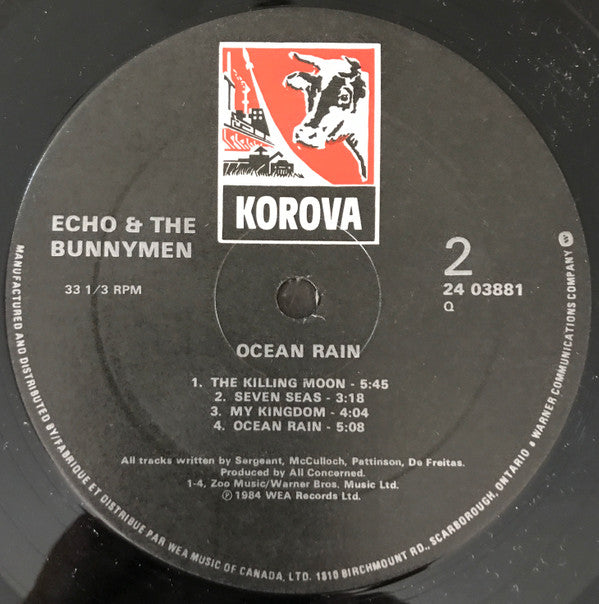 KOROVA
ECHO & THE
BUNNYMEN
33 1/3 RPM
2
24 03881
Q
OCEAN RAIN
1. THE KILLING MOON - 5:45
2. SEVEN SEAS - 3:18
3. MY KINGDOM - 4:04
4. OCEAN RAIN - 5:08
All tracks written by Sergeant, McCulloch, Pattinson, De Freitas.
Produced by All Concerned.
1-4, Zoo Music/Warner Bros. Music Ltd.
℗ 1984 WEA Records Ltd.
MANUFACTURED AND DISTRIBUTED BY/FABRIQUE ET DISTRIBUE PAR WEA MUSIC OF CANADA, LTD. 1810 BIRCHMOUNT RD., SCARBOROUGH, ONTARIO • WARNER COMMUNICATIONS COMPANY